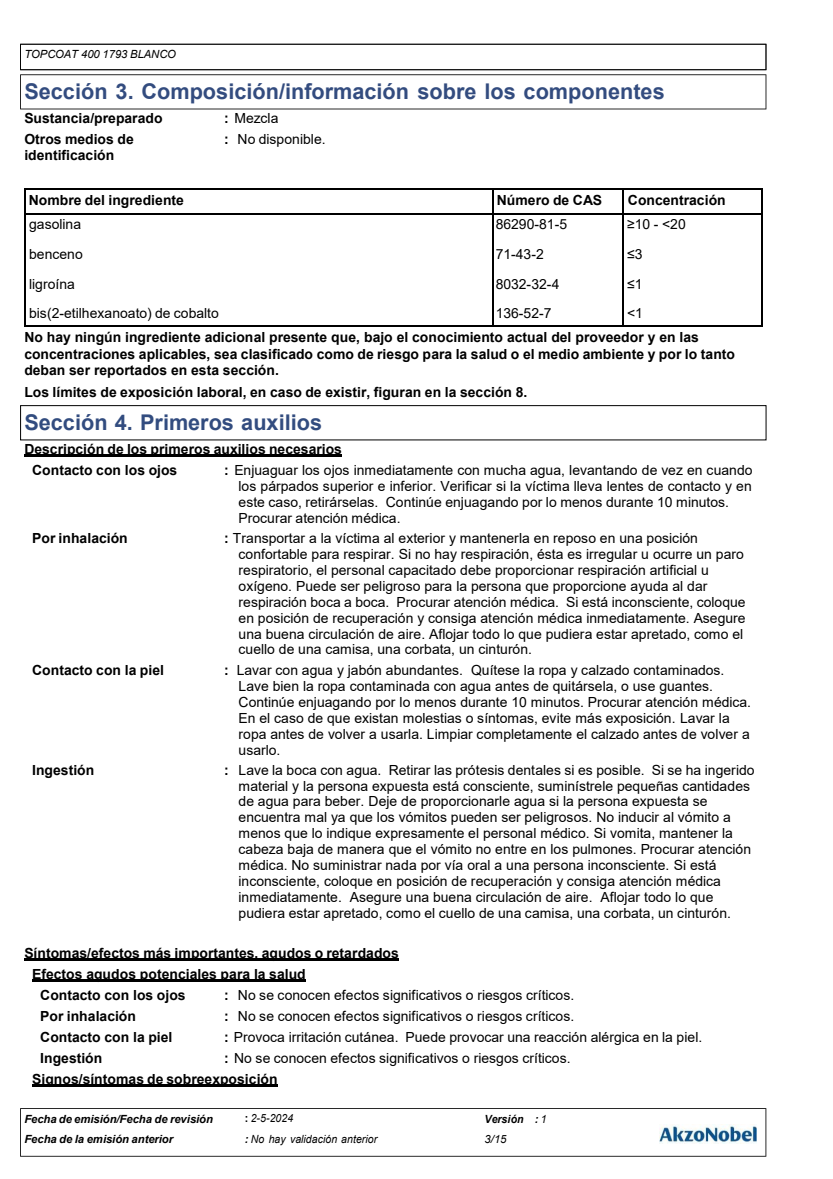 TOPCOAT 400 1793 BLANCO
Sección 3. Composición/información sobre los componentes
Sustancia/preparado : Mezcla
Otros medios de identificación : No disponible.
Nombre del ingrediente Número de CAS Concentración
gasolina 86290-81-5 ≥10 - <20
benceno 71-43-2 ≤3
ligroína 8032-32-4 ≤1
bis(2-etilhexanoato) de cobalto 136-52-7 <1
No hay ningún ingrediente adicional presente que, bajo el conocimiento actual del proveedor y en las
concentraciones aplicables, sea clasificado como de riesgo para la salud o el medio ambiente y por lo tanto
deban ser reportados en esta sección.
Los límites de exposición laboral, en caso de existir, figuran en la sección 8.
Sección 4. Primeros auxilios
Descripción de los primeros auxilios necesarios
Contacto con los ojos : Enjuaguar los ojos inmediatamente con mucha agua, levantando de vez en cuando
los párpados superior e inferior. Verificar si la víctima lleva lentes de contacto y en
este caso, retirárselas. Continúe enjuagando por lo menos durante 10 minutos.
Procurar atención médica.
Por inhalación : Transportar a la víctima al exterior y mantenerla en reposo en una posición
confortable para respirar. Si no hay respiración, ésta es irregular u ocurre un paro
respiratorio, el personal capacitado debe proporcionar respiración artificial u
oxígeno. Puede ser peligroso para la persona que proporcione ayuda al dar
respiración boca a boca. Procurar atención médica. Si está inconsciente, coloque
en posición de recuperación y consiga atención médica inmediatamente. Asegure
una buena circulación de aire. Aflojar todo lo que pudiera estar apretado, como el
cuello de una camisa, una corbata, un cinturón.
Contacto con la piel : Lavar con agua y jabón abundantes. Quítese la ropa y calzado contaminados.
Lave bien la ropa contaminada con agua antes de quitársela, o use guantes.
Continúe enjuagando por lo menos durante 10 minutos. Procurar atención médica.
En el caso de que existan molestias o síntomas, evite más exposición. Lavar la
ropa antes de volver a usarla. Limpiar completamente el calzado antes de volver a
usarlo.
Ingestión : Lave la boca con agua. Retirar las prótesis dentales si es posible. Si se ha ingerido
material y la persona expuesta está consciente, suminístrele pequeñas cantidades
de agua para beber. Deje de proporcionarle agua si la persona expuesta se
encuentra mal ya que los vómitos pueden ser peligrosos. No inducir al vómito a
menos que lo indique expresamente el personal médico. Si vomita, mantener la
cabeza baja de manera que el vómito no entre en los pulmones. Procurar atención
médica. No suministrar nada por vía oral a una persona inconsciente. Si está
inconsciente, coloque en posición de recuperación y consiga atención médica
inmediatamente. Asegure una buena circulación de aire. Aflojar todo lo que
pudiera estar apretado, como el cuello de una camisa, una corbata, un cinturón.
Síntomas/efectos más importantes, agudos o retardados
Efectos agudos potenciales para la salud
Contacto con los ojos : No se conocen efectos significativos o riesgos críticos.
Por inhalación : No se conocen efectos significativos o riesgos críticos.
Contacto con la piel : Provoca irritación cutánea. Puede provocar una reacción alérgica en la piel.
Ingestión : No se conocen efectos significativos o riesgos críticos.
Signos/síntomas de sobreexposición
Fecha de emisión/Fecha de revisión : 2-5-2024 Versión : 1
Fecha de la emisión anterior : No hay validación anterior 3/15
AkzoNobel